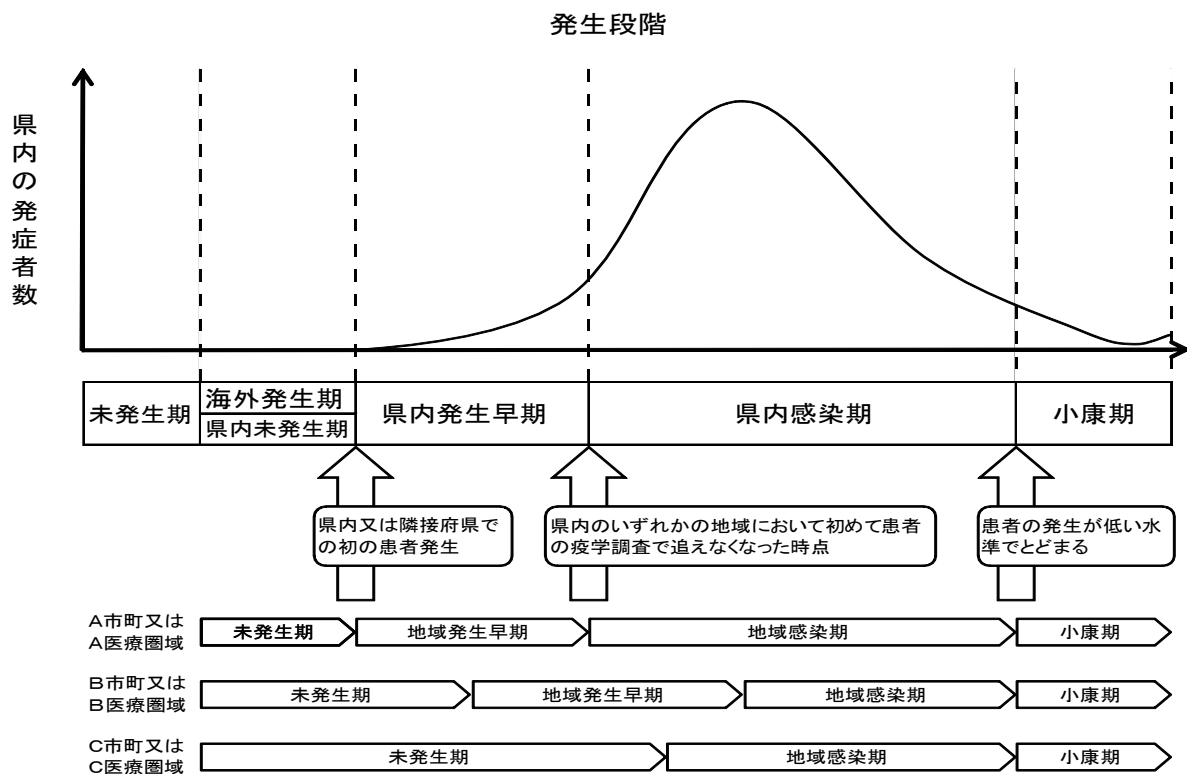 発生段階
県内の発症者数
未発生期
海外発生期
県内未発生期
県内発生早期
県内感染期
小康期
県内又は隣接府県で
の初の患者発生
県内のいずれかの地域において初めて患者
の疫学調査で追えなくなった時点
患者の発生が低い水
準でとどまる
A市町又は
A医療圏域
未発生期
地域発生早期
地域感染期
小康期
B市町又は
B医療圏域
未発生期
地域発生早期
地域感染期
小康期
C市町又は
C医療圏域
未発生期
地域感染期
小康期